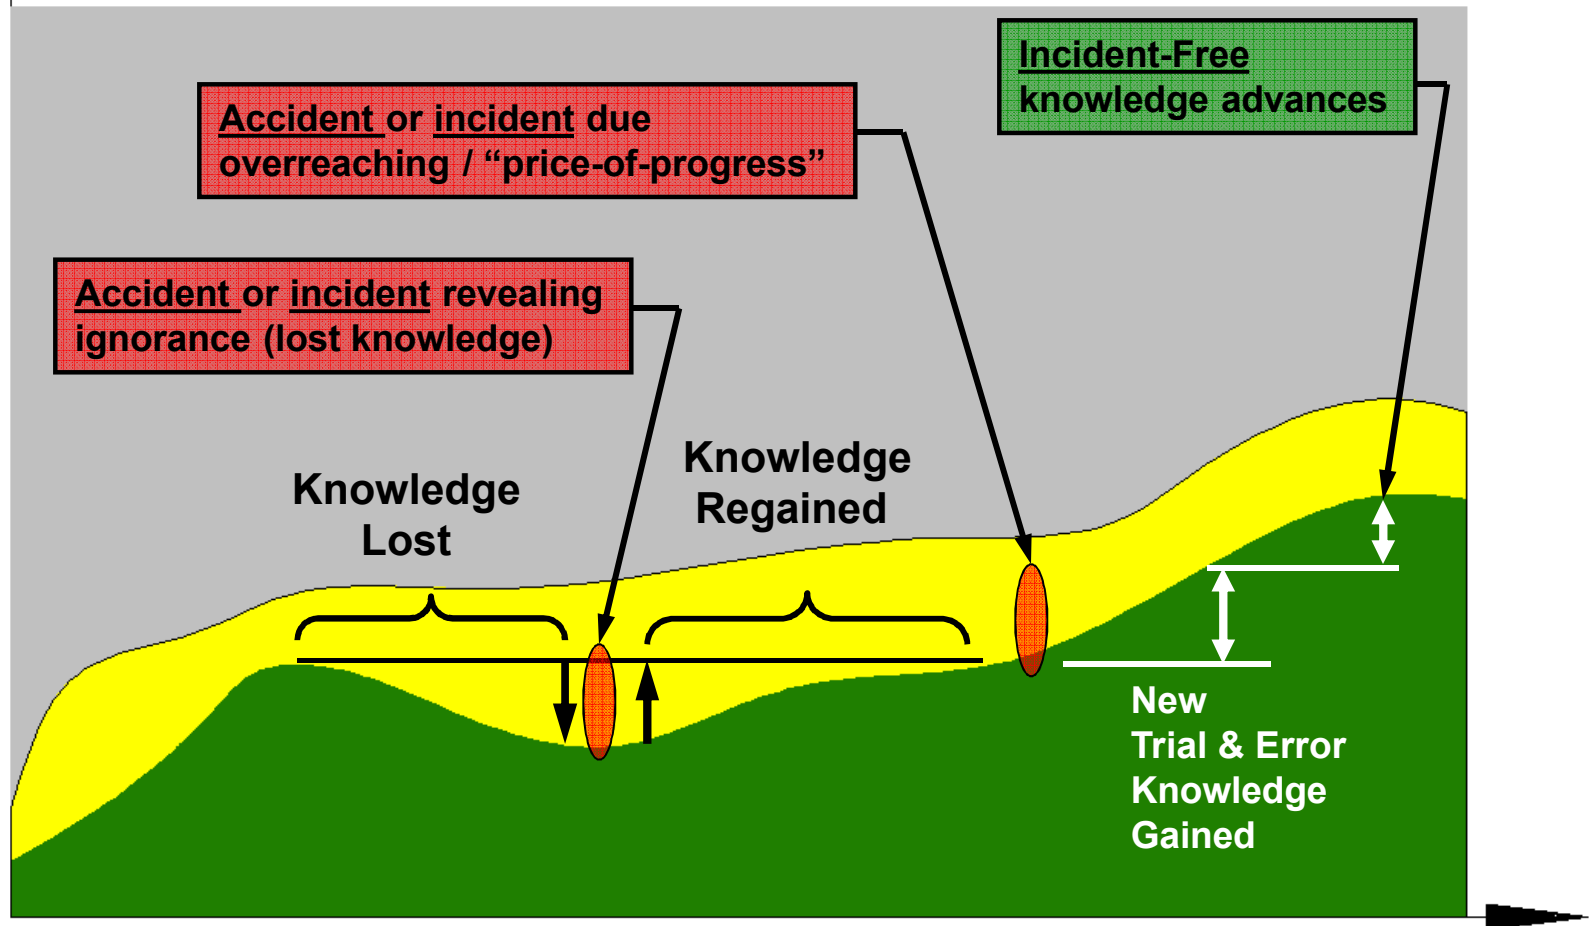 Incident-Free
knowledge advances
Accident or incident due
overreaching / “price-of-progress”
Accident or incident revealing
ignorance (lost knowledge)
Knowledge
Lost
Knowledge
Regained
New
Trial & Error
Knowledge
Gained